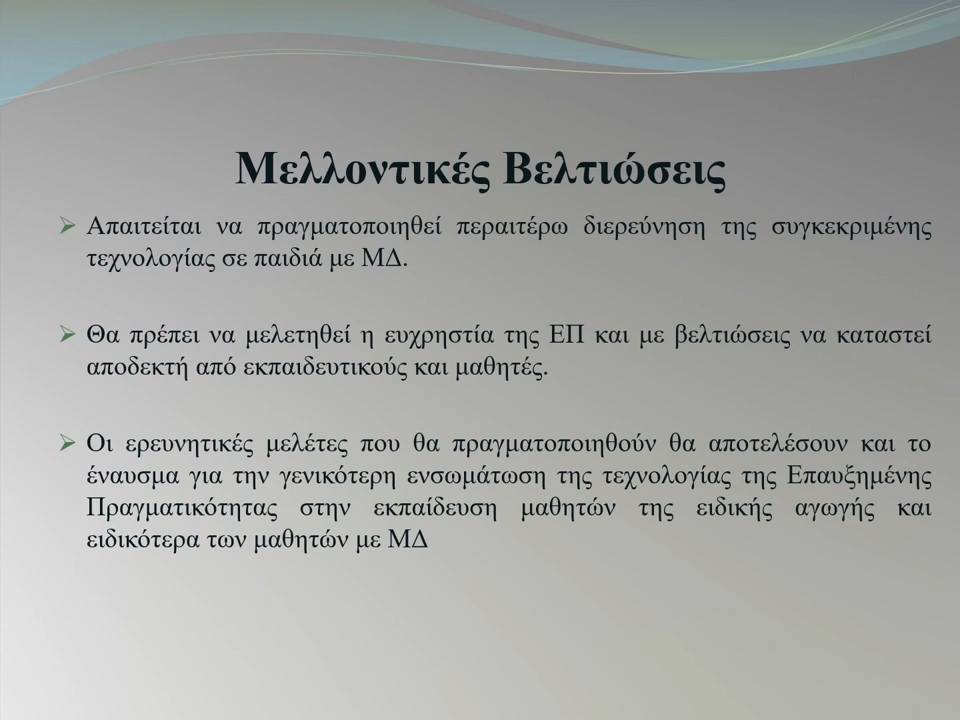 Μελλοντικές Βελτιώσεις
Απαιτείται να πραγματοποιηθεί περαιτέρω διερεύνηση της συγκεκριμένης
τεχνολογίας σε παιδιά με ΜΔ.
Θα πρέπει να μελετηθεί η ευχρηστία της ΕΠ και με βελτιώσεις να καταστεί
αποδεκτή από εκπαιδευτικούς και μαθητές.
Οι ερευνητικές μελέτες που θα πραγματοποιηθούν θα αποτελέσουν και το
έναυσμα για την γενικότερη ενσωμάτωση της τεχνολογίας της Επαυξημένης
Πραγματικότητας στην εκπαίδευση μαθητών της ειδικής αγωγής και
ειδικότερα των μαθητών με ΜΔ